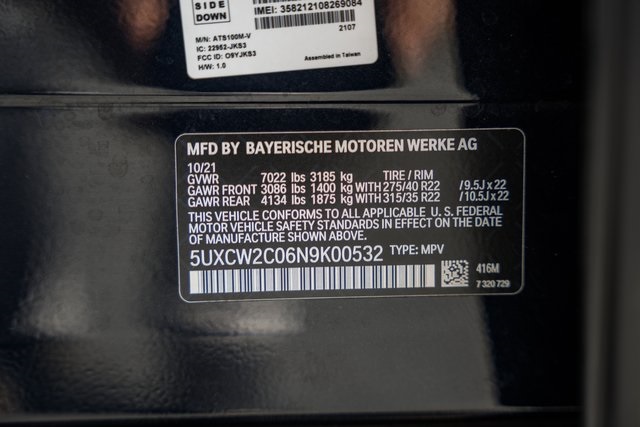 SIDE
DOWN
IMEI: 358212108269084
2107
M/N: ATS100M-V
IC: 22952-JKS3
FCC ID: O9YJKS3
H/W: 1.0
Assembled in Taiwan
MFD BY BAYERISCHE MOTOREN WERKE AG
10/21
GVWR 7022 lbs 3185 kg TIRE / RIM
GAWR FRONT 3086 lbs 1400 kg WITH 275/40 R22 / 9.5J x 22
GAWR REAR 4134 lbs 1875 kg WITH 315/35 R22 / 10.5J x 22
THIS VEHICLE CONFORMS TO ALL APPLICABLE U. S. FEDERAL
MOTOR VEHICLE SAFETY STANDARDS IN EFFECT ON THE DATE
OF MANUFACTURE SHOWN ABOVE.
5UXCW2C06N9K00532 TYPE: MPV
416M
7 320 729